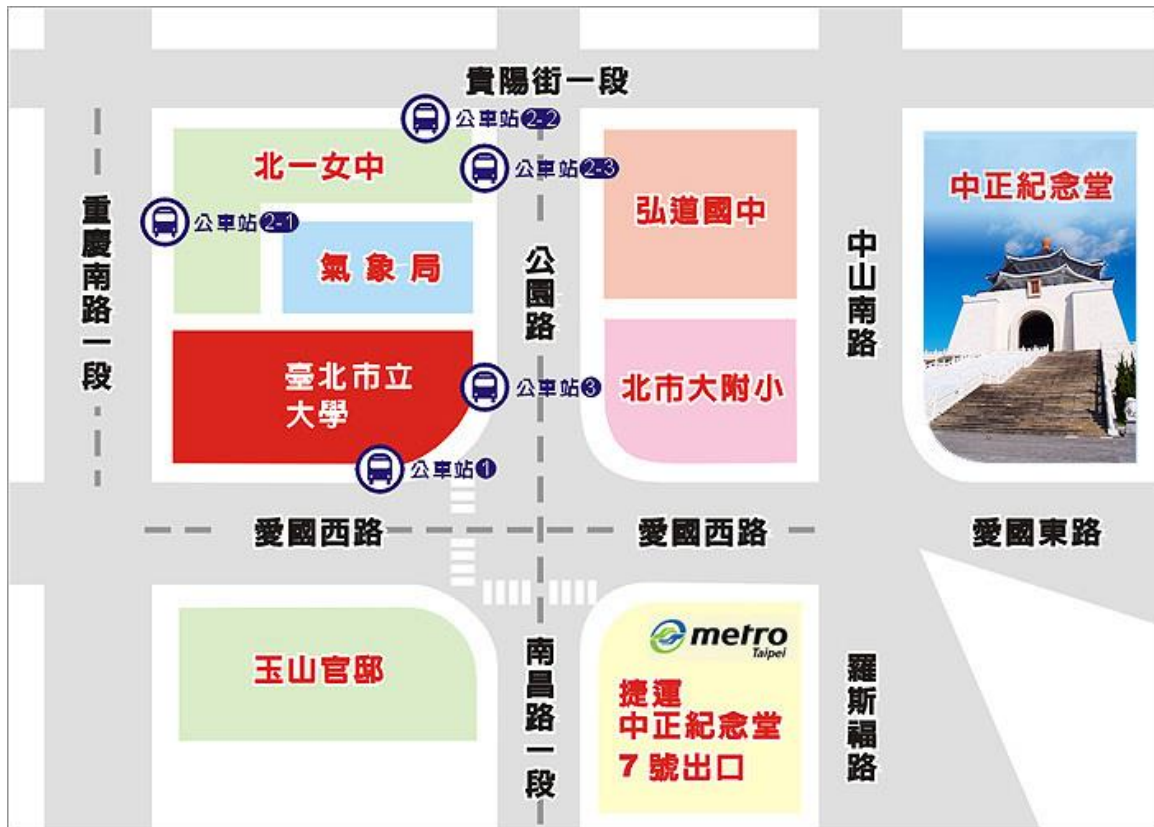 貴陽街一段
公車站2-2
北一女中
公車站2-3
弘道國中
中正紀念堂
公車站2-1
重慶南路一段
氣象局
公園路
中山南路
臺北市立
大學
公車站3
北市大附小
公車站1
愛國西路
愛國西路
愛國東路
玉山官邸
南昌路一段
metro
Taipei
捷運
中正紀念堂
7號出口
羅斯福路